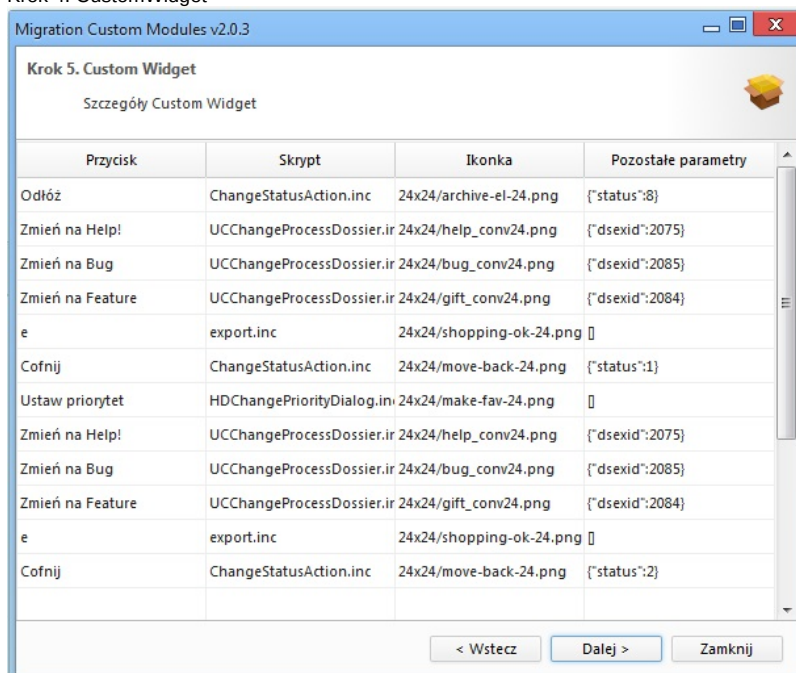 Krok 4. CustomWidget
Migration Custom Modules v2.0.3
Krok 5. Custom Widget
Szczegóły Custom Widget
Przycisk Skrypt Ikonka Pozostałe parametry
Odłóż ChangeStatusAction.inc 24x24/archive-el-24.png {"status":8}
Zmień na Help! UCChangeProcessDossier.ir 24x24/help_conv24.png {"dsexid":2075}
Zmień na Bug UCChangeProcessDossier.ir 24x24/bug_conv24.png {"dsexid":2085}
Zmień na Feature UCChangeProcessDossier.ir 24x24/gift_conv24.png {"dsexid":2084}
e export.inc 24x24/shopping-ok-24.png []
Cofnij ChangeStatusAction.inc 24x24/move-back-24.png {"status":1}
Ustaw priorytet HDChangePriorityDialog.in 24x24/make-fav-24.png []
Zmień na Help! UCChangeProcessDossier.ir 24x24/help_conv24.png {"dsexid":2075}
Zmień na Bug UCChangeProcessDossier.ir 24x24/bug_conv24.png {"dsexid":2085}
Zmień na Feature UCChangeProcessDossier.ir 24x24/gift_conv24.png {"dsexid":2084}
e export.inc 24x24/shopping-ok-24.png []
Cofnij ChangeStatusAction.inc 24x24/move-back-24.png {"status":2}
< Wstecz Dalej > Zamknij